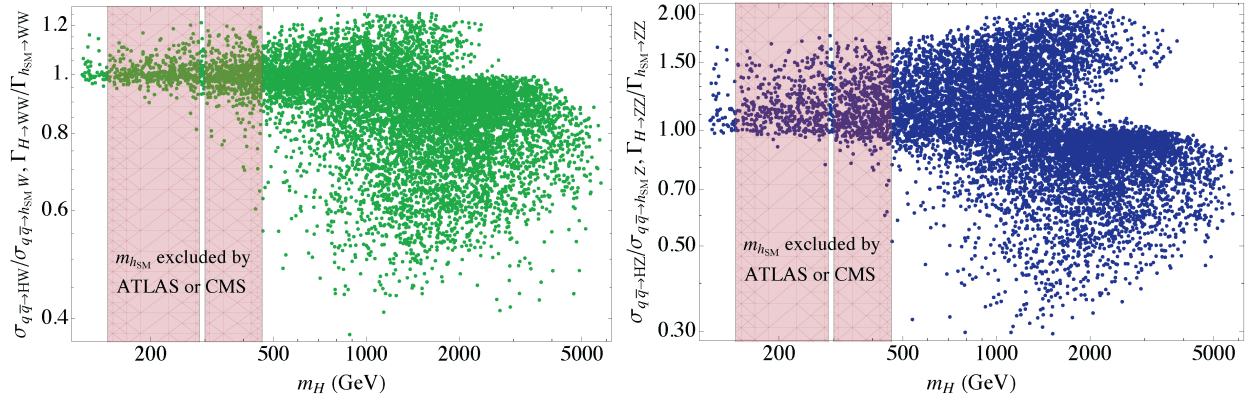 σ_{q q̄→HW}/σ_{q q̄→h_SM W}, Γ_{H→WW}/Γ_{h_SM→WW}
1.2
1.
0.8
0.6
0.4
m_{h_SM} excluded by
ATLAS or CMS
200 500 1000 2000 5000
m_H (GeV)
σ_{q q̄→HZ}/σ_{q q̄→h_SM Z}, Γ_{H→ZZ}/Γ_{h_SM→ZZ}
2.00
1.50
1.00
0.70
0.50
0.30
m_{h_SM} excluded by
ATLAS or CMS
200 500 1000 2000 5000
m_H (GeV)